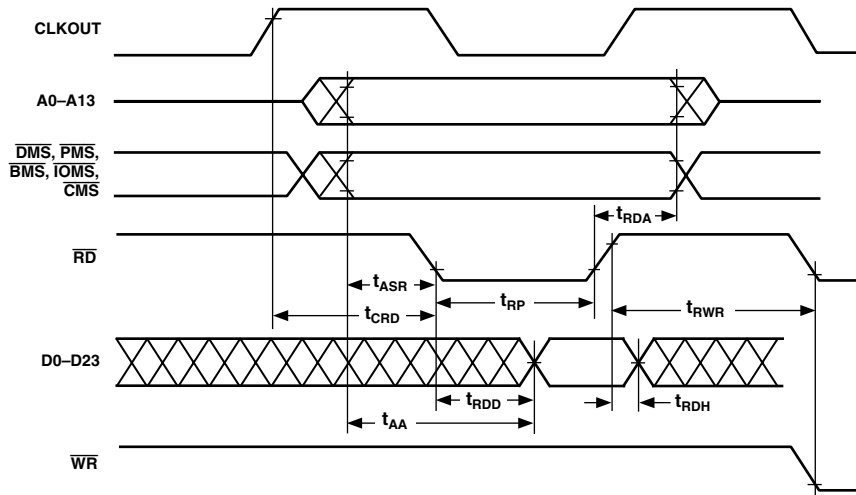 CLKOUT
A0–A13
DMS, PMS,
BMS, IOMS,
CMS
tRDA
RD
tASR
tRP
tCRD
tRWR
D0–D23
tRDD
tRDH
tAA
WR